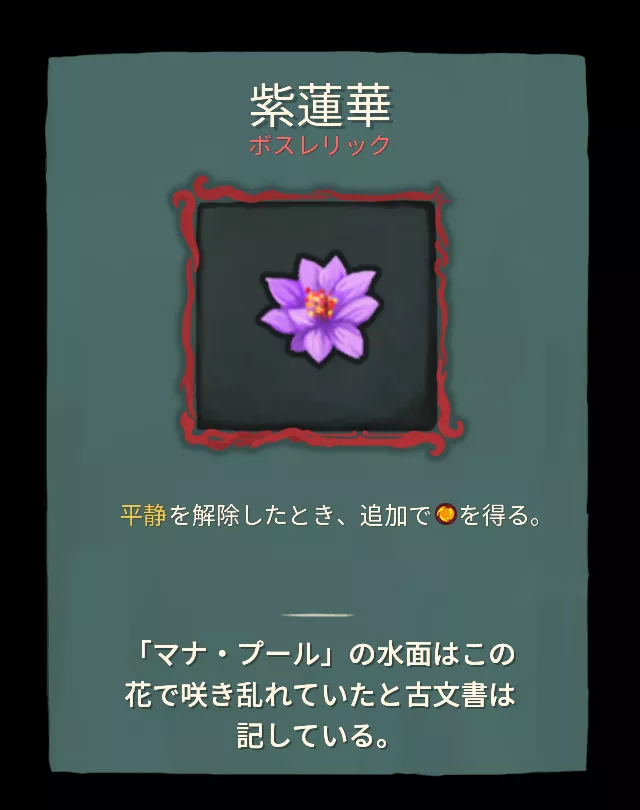 紫蓮華
ボスレリック
平静を解除したとき、追加でを得る。
「マナ・プール」の水面はこの
花で咲き乱れていたと古文書は
記している。